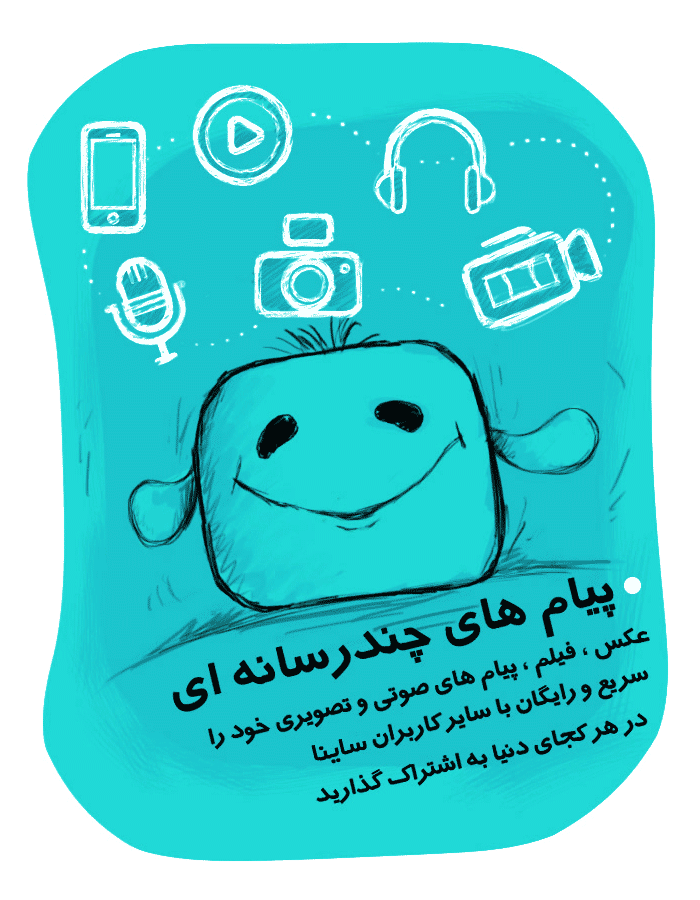 پیام های چندرسانه ای
عکس ، فیلم ، پیام های صوتی و تصویری خود را
سریع و رایگان با سایر کاربران ساینا
در هر کجای دنیا به اشتراک گذارید